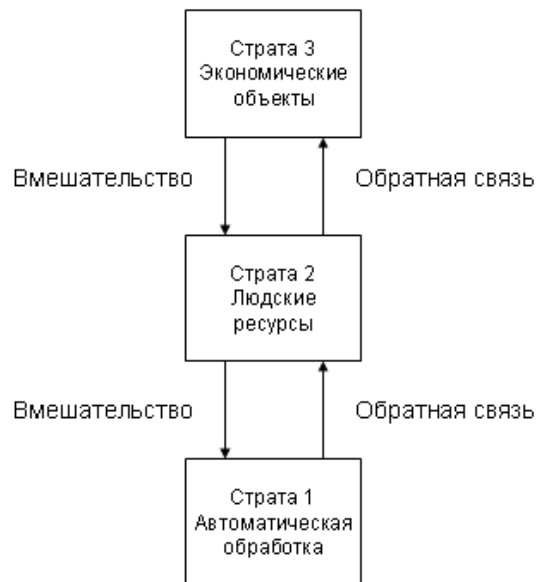 Страта 3
Экономические
объекты
Вмешательство
Обратная связь
Страта 2
Людские
ресурсы
Вмешательство
Обратная связь
Страта 1
Автоматическая
обработка